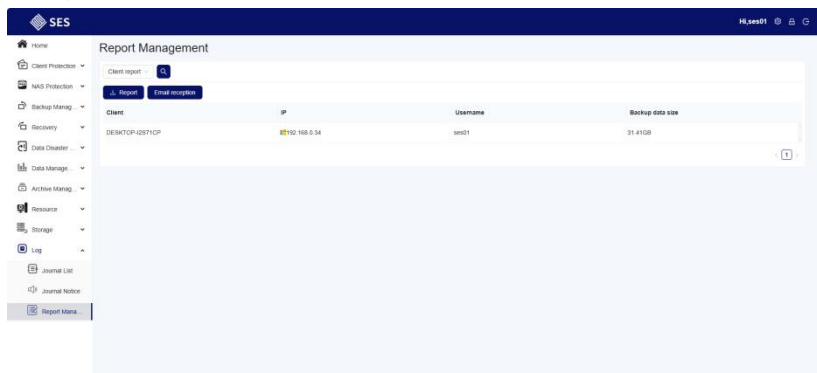 SES
Hi,ses01
Home
Client Protection
NAS Protection
Backup Manag...
Recovery
Data Disaster ...
Data Manage...
Archive Manag...
Resource
Storage
Log
Journal List
Journal Notice
Report Mana...
Report Management
Client report
Report
Email reception
Client IP Username Backup data size
DESKTOP-I2871CP 192.168.0.34 ses01 31.41GB
1